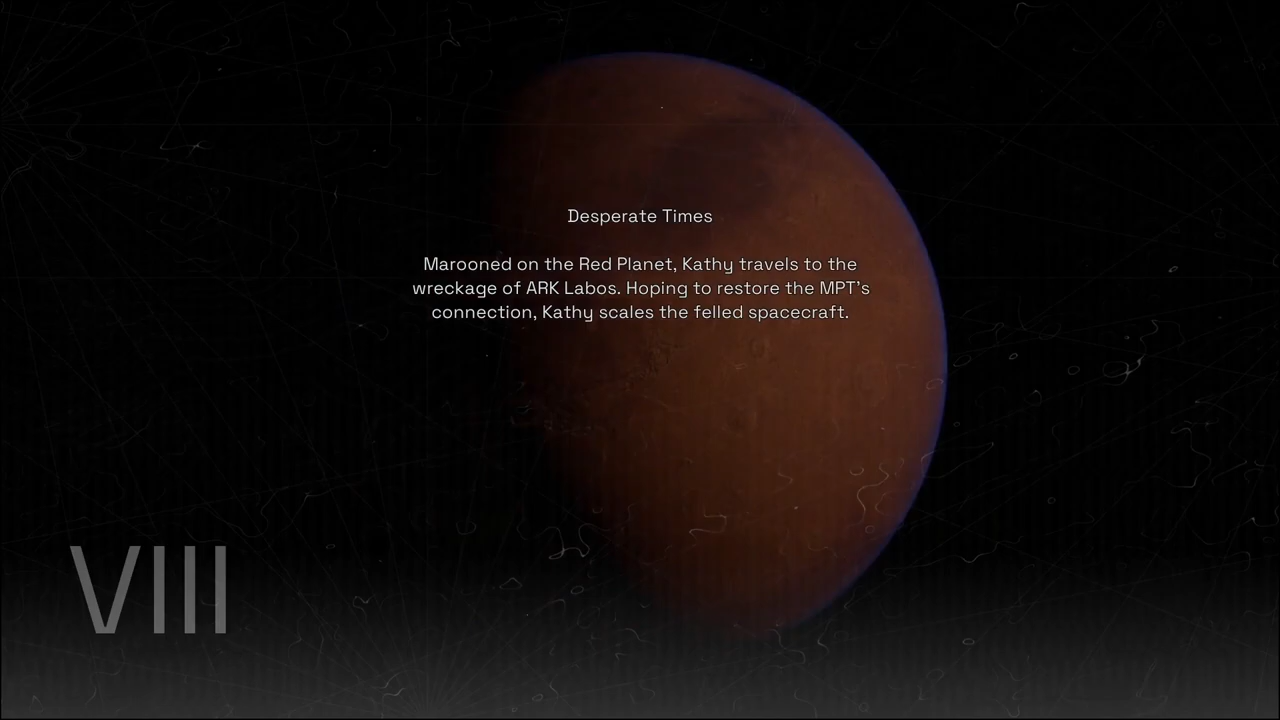 Desperate Times
Marooned on the Red Planet, Kathy travels to the
wreckage of ARK Labos. Hoping to restore the MPT's
connection, Kathy scales the felled spacecraft.
VIII